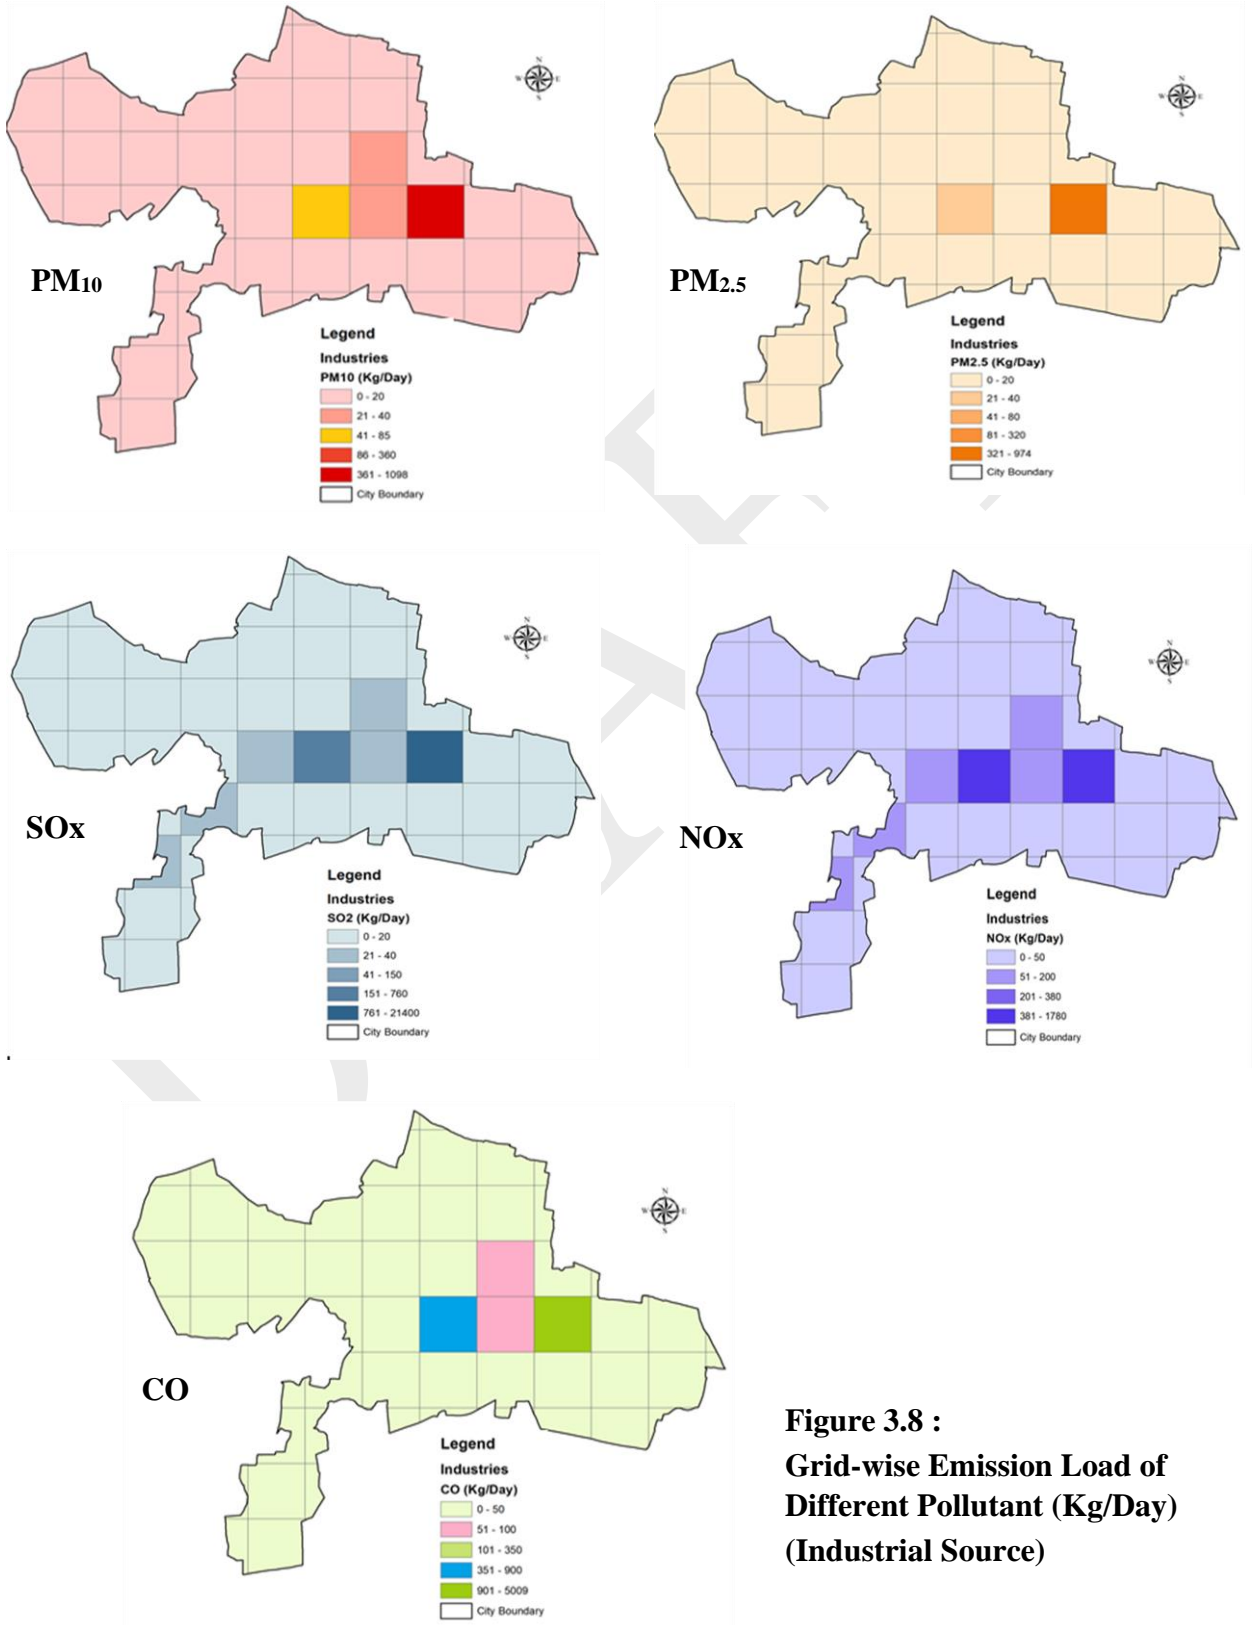 N
W E
S
PM10
Legend
Industries
PM10 (Kg/Day)
0 - 20
21 - 40
41 - 85
86 - 360
361 - 1098
City Boundary
N
W E
S
PM2.5
Legend
Industries
PM2.5 (Kg/Day)
0 - 20
21 - 40
41 - 80
81 - 320
321 - 974
City Boundary
N
W E
S
SOx
Legend
Industries
SO2 (Kg/Day)
0 - 20
21 - 40
41 - 150
151 - 760
761 - 21400
City Boundary
N
W E
S
NOx
Legend
Industries
NOx (Kg/Day)
0 - 50
51 - 200
201 - 380
381 - 1780
City Boundary
N
W E
S
CO
Legend
Industries
CO (Kg/Day)
0 - 50
51 - 100
101 - 350
351 - 900
901 - 5009
City Boundary
Figure 3.8 :
Grid-wise Emission Load of
Different Pollutant (Kg/Day)
(Industrial Source)